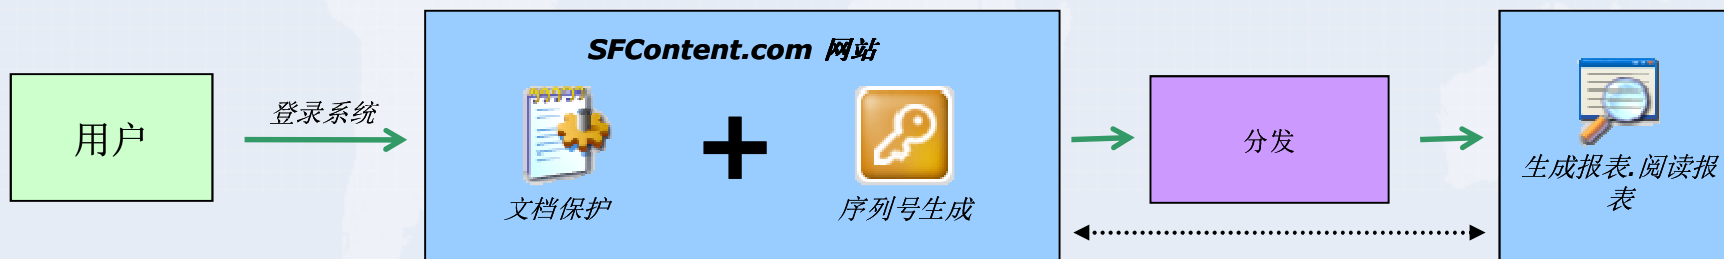 用户
登录系统
SFContent.com 网站
文档保护
序列号生成
分发
生成报表.阅读报
表